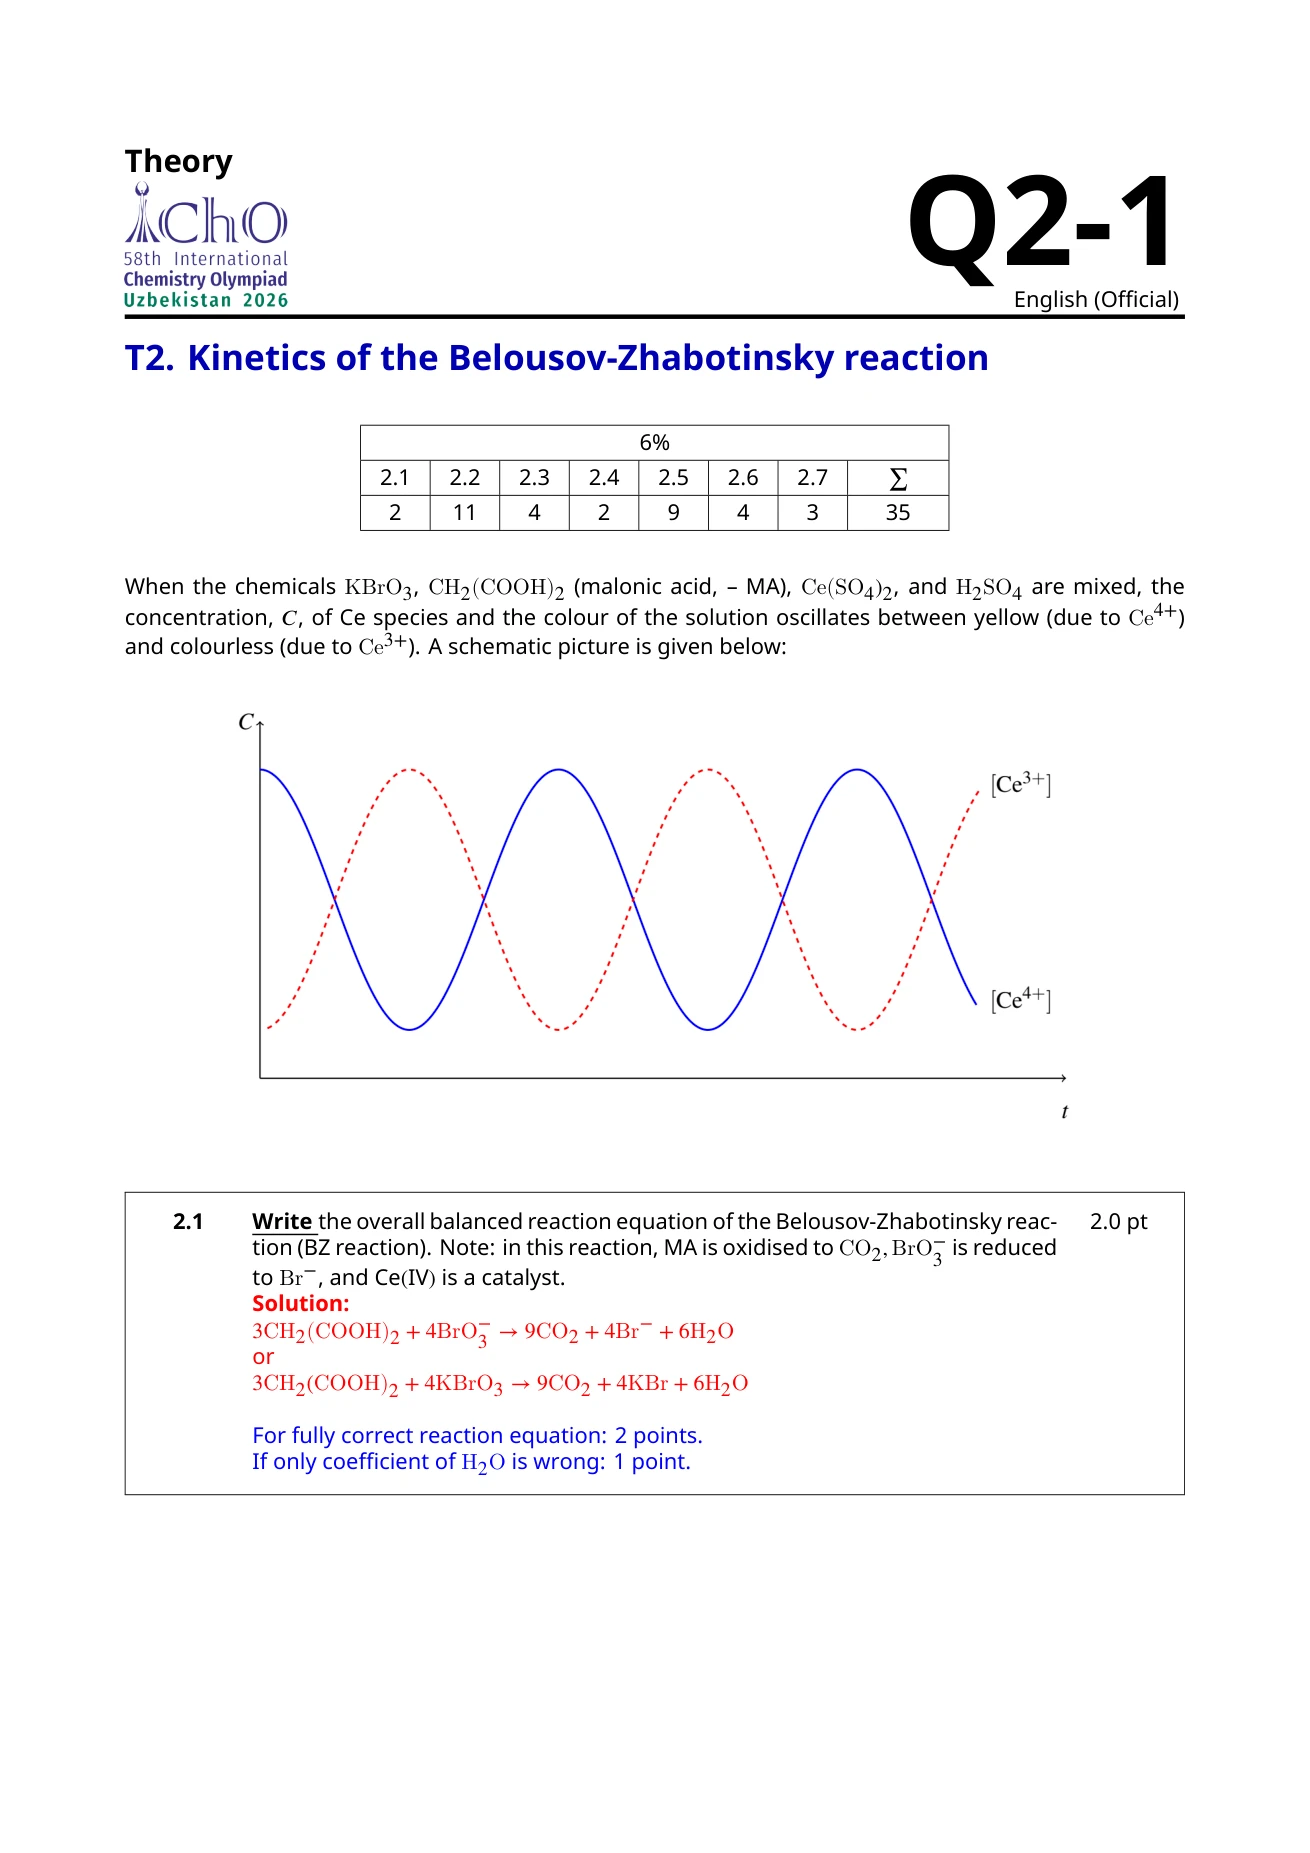 Theory
IChO
58th International
Chemistry Olympiad
Uzbekistan 2026
Q2-1
English (Official)
T2. Kinetics of the Belousov-Zhabotinsky reaction
6%
2.1 2.2 2.3 2.4 2.5 2.6 2.7 ∑
2 11 4 2 9 4 3 35
When the chemicals KBrO₃, CH₂(COOH)₂ (malonic acid, – MA), Ce(SO₄)₂, and H₂SO₄ are mixed, the
concentration, C, of Ce species and the colour of the solution oscillates between yellow (due to Ce⁴⁺)
and colourless (due to Ce³⁺). A schematic picture is given below:
C
[Ce³⁺]
[Ce⁴⁺]
t
2.1 Write the overall balanced reaction equation of the Belousov-Zhabotinsky reac- 2.0 pt
tion (BZ reaction). Note: in this reaction, MA is oxidised to CO₂, BrO₃⁻ is reduced
to Br⁻, and Ce(IV) is a catalyst.
Solution:
3CH₂(COOH)₂ + 4BrO₃⁻ → 9CO₂ + 4Br⁻ + 6H₂O
or
3CH₂(COOH)₂ + 4KBrO₃ → 9CO₂ + 4KBr + 6H₂O
For fully correct reaction equation: 2 points.
If only coefficient of H₂O is wrong: 1 point.